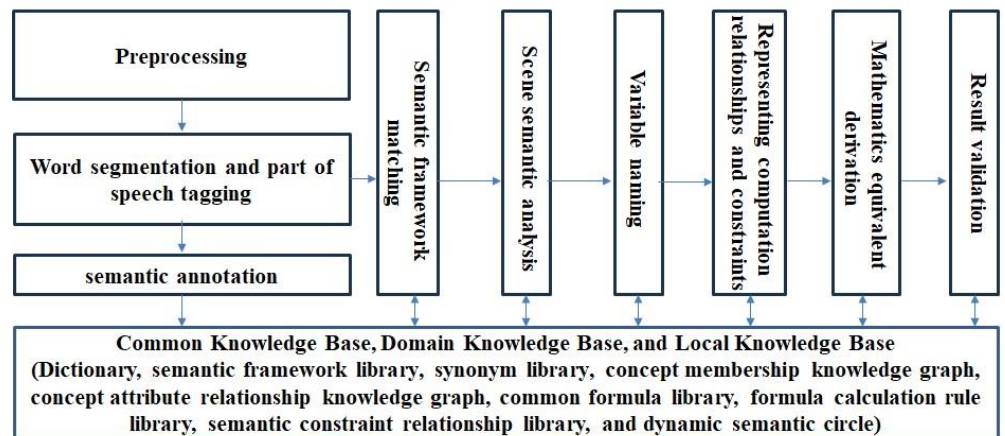 Preprocessing
Word segmentation and part of
speech tagging
semantic annotation
Semantic framework
matching
Scene semantic analysis
Variable naming
Representing computation
relationships and constraints
Mathematics equivalent
derivation
Result validation
Common Knowledge Base, Domain Knowledge Base, and Local Knowledge Base
(Dictionary, semantic framework library, synonym library, concept membership knowledge graph,
concept attribute relationship knowledge graph, common formula library, formula calculation rule
library, semantic constraint relationship library, and dynamic semantic circle)